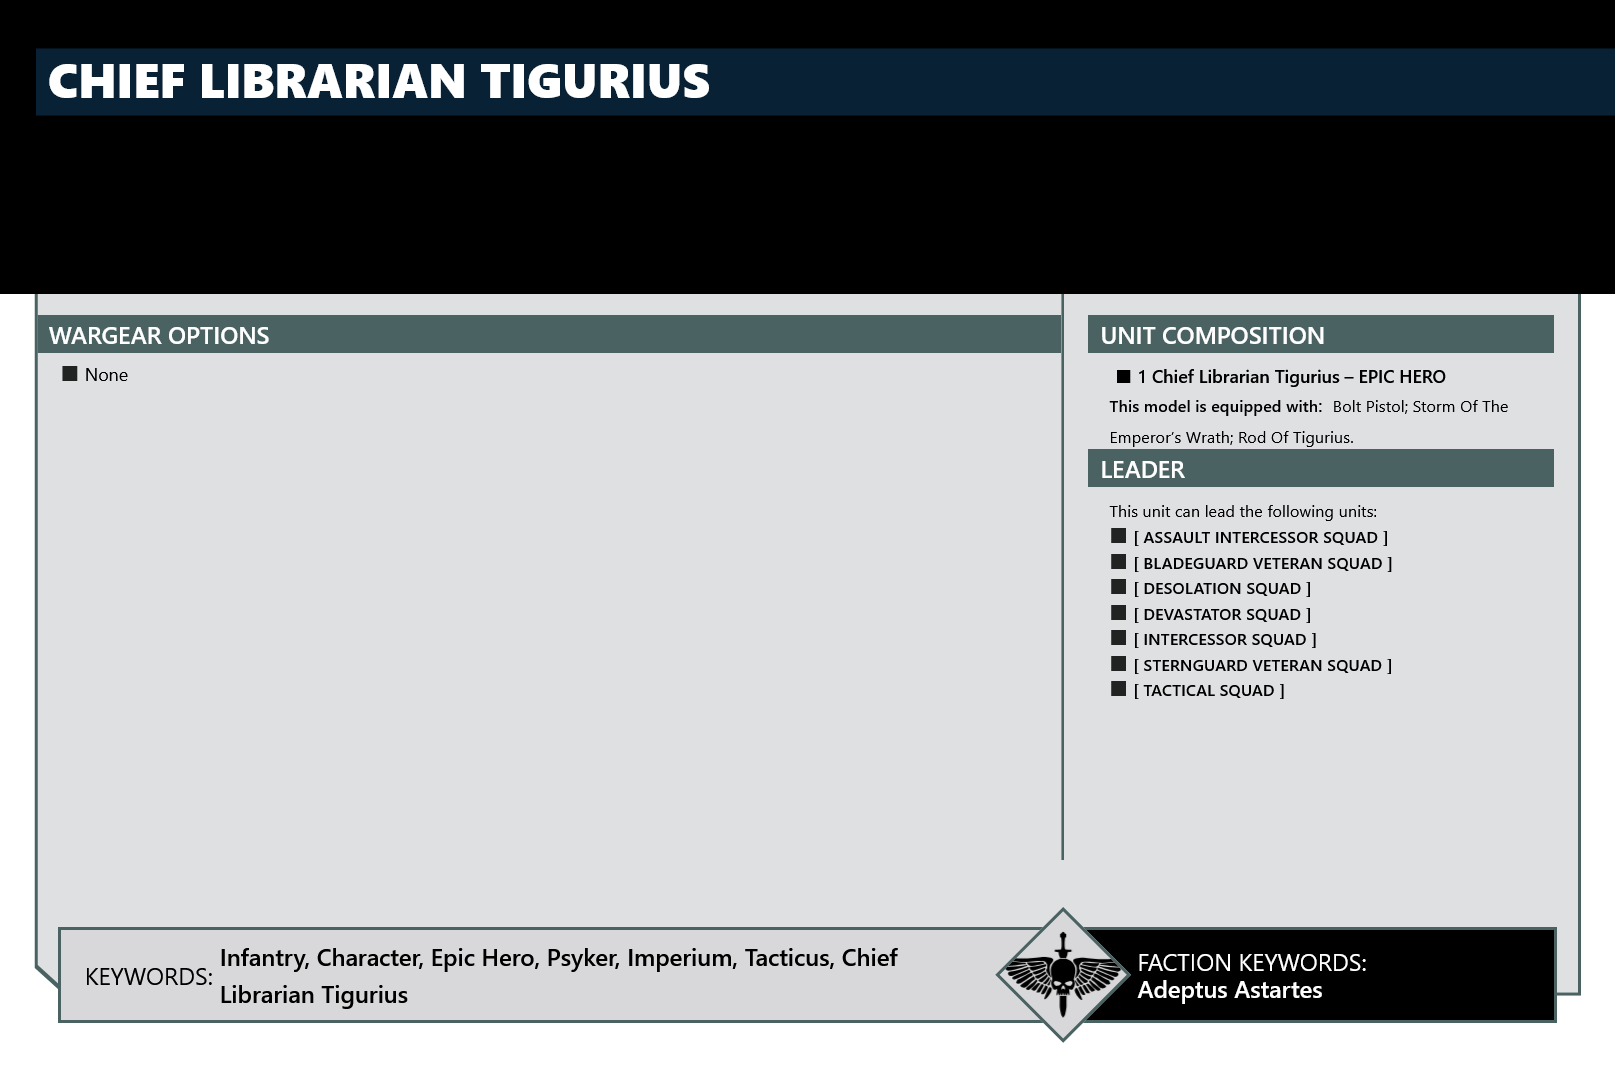 CHIEF LIBRARIAN TIGURIUS
WARGEAR OPTIONS
■ None
UNIT COMPOSITION
■ 1 Chief Librarian Tigurius – EPIC HERO
This model is equipped with: Bolt Pistol; Storm Of The
Emperor’s Wrath; Rod Of Tigurius.
LEADER
This unit can lead the following units:
■ [ ASSAULT INTERCESSOR SQUAD ]
■ [ BLADEGUARD VETERAN SQUAD ]
■ [ DESOLATION SQUAD ]
■ [ DEVASTATOR SQUAD ]
■ [ INTERCESSOR SQUAD ]
■ [ STERNGUARD VETERAN SQUAD ]
■ [ TACTICAL SQUAD ]
KEYWORDS: Infantry, Character, Epic Hero, Psyker, Imperium, Tacticus, Chief
Librarian Tigurius
FACTION KEYWORDS:
Adeptus Astartes